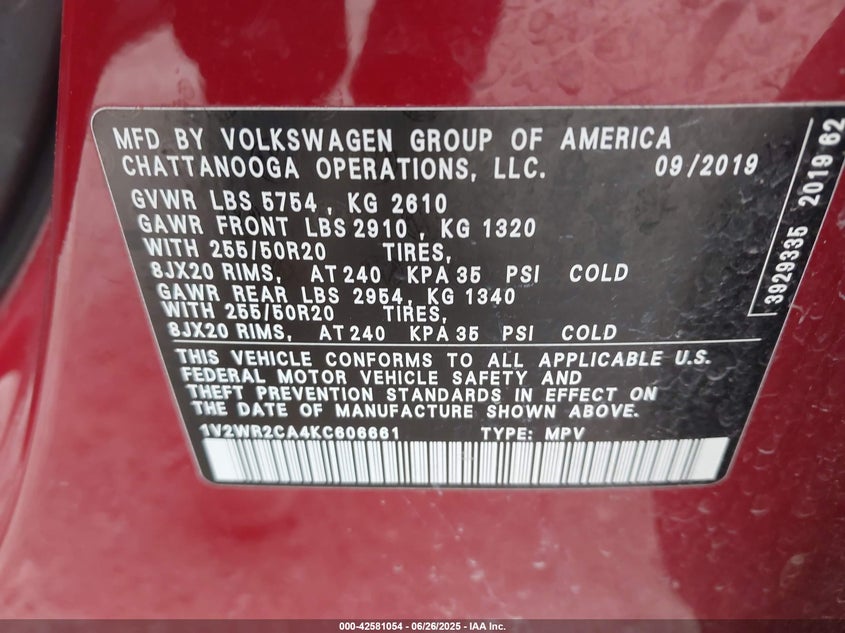 MFD BY VOLKSWAGEN GROUP OF AMERICA
CHATTANOOGA OPERATIONS, LLC. 09/2019
GVWR LBS 5754 , KG 2610
GAWR FRONT LBS 2910 , KG 1320
WITH 255/50R20 TIRES,
8JX20 RIMS, AT 240 KPA 35 PSI COLD
GAWR REAR LBS 2954, KG 1340
WITH 255/50R20 TIRES,
8JX20 RIMS, AT 240 KPA 35 PSI COLD
THIS VEHICLE CONFORMS TO ALL APPLICABLE U.S.
FEDERAL MOTOR VEHICLE SAFETY AND
THEFT PREVENTION STANDARDS IN EFFECT ON
THE DATE OF MANUFACTURE SHOWN ABOVE.
1V2WR2CA4KC606661 TYPE: MPV
3929335 2019 62
000-42581054 - 06/26/2025 - IAA Inc.